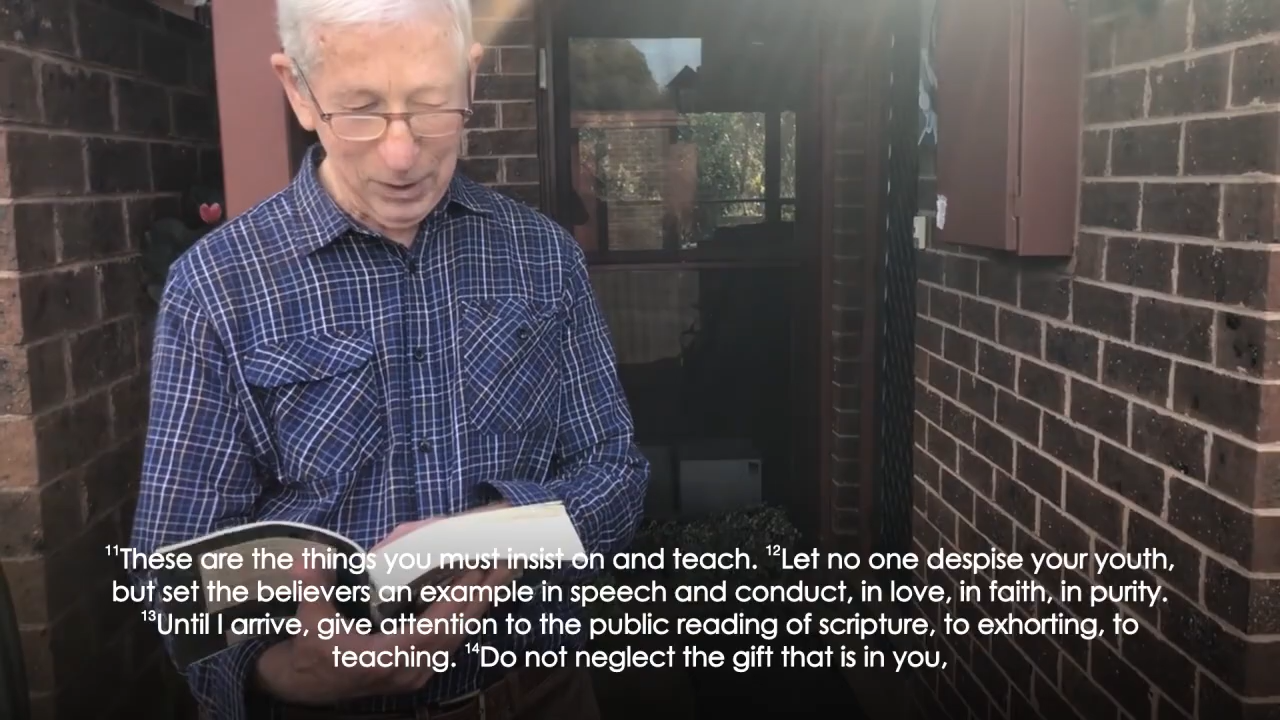 ¹¹These are the things you must insist on and teach. ¹²Let no one despise your youth,
but set the believers an example in speech and conduct, in love, in faith, in purity.
¹³Until I arrive, give attention to the public reading of scripture, to exhorting, to
teaching. ¹⁴Do not neglect the gift that is in you,